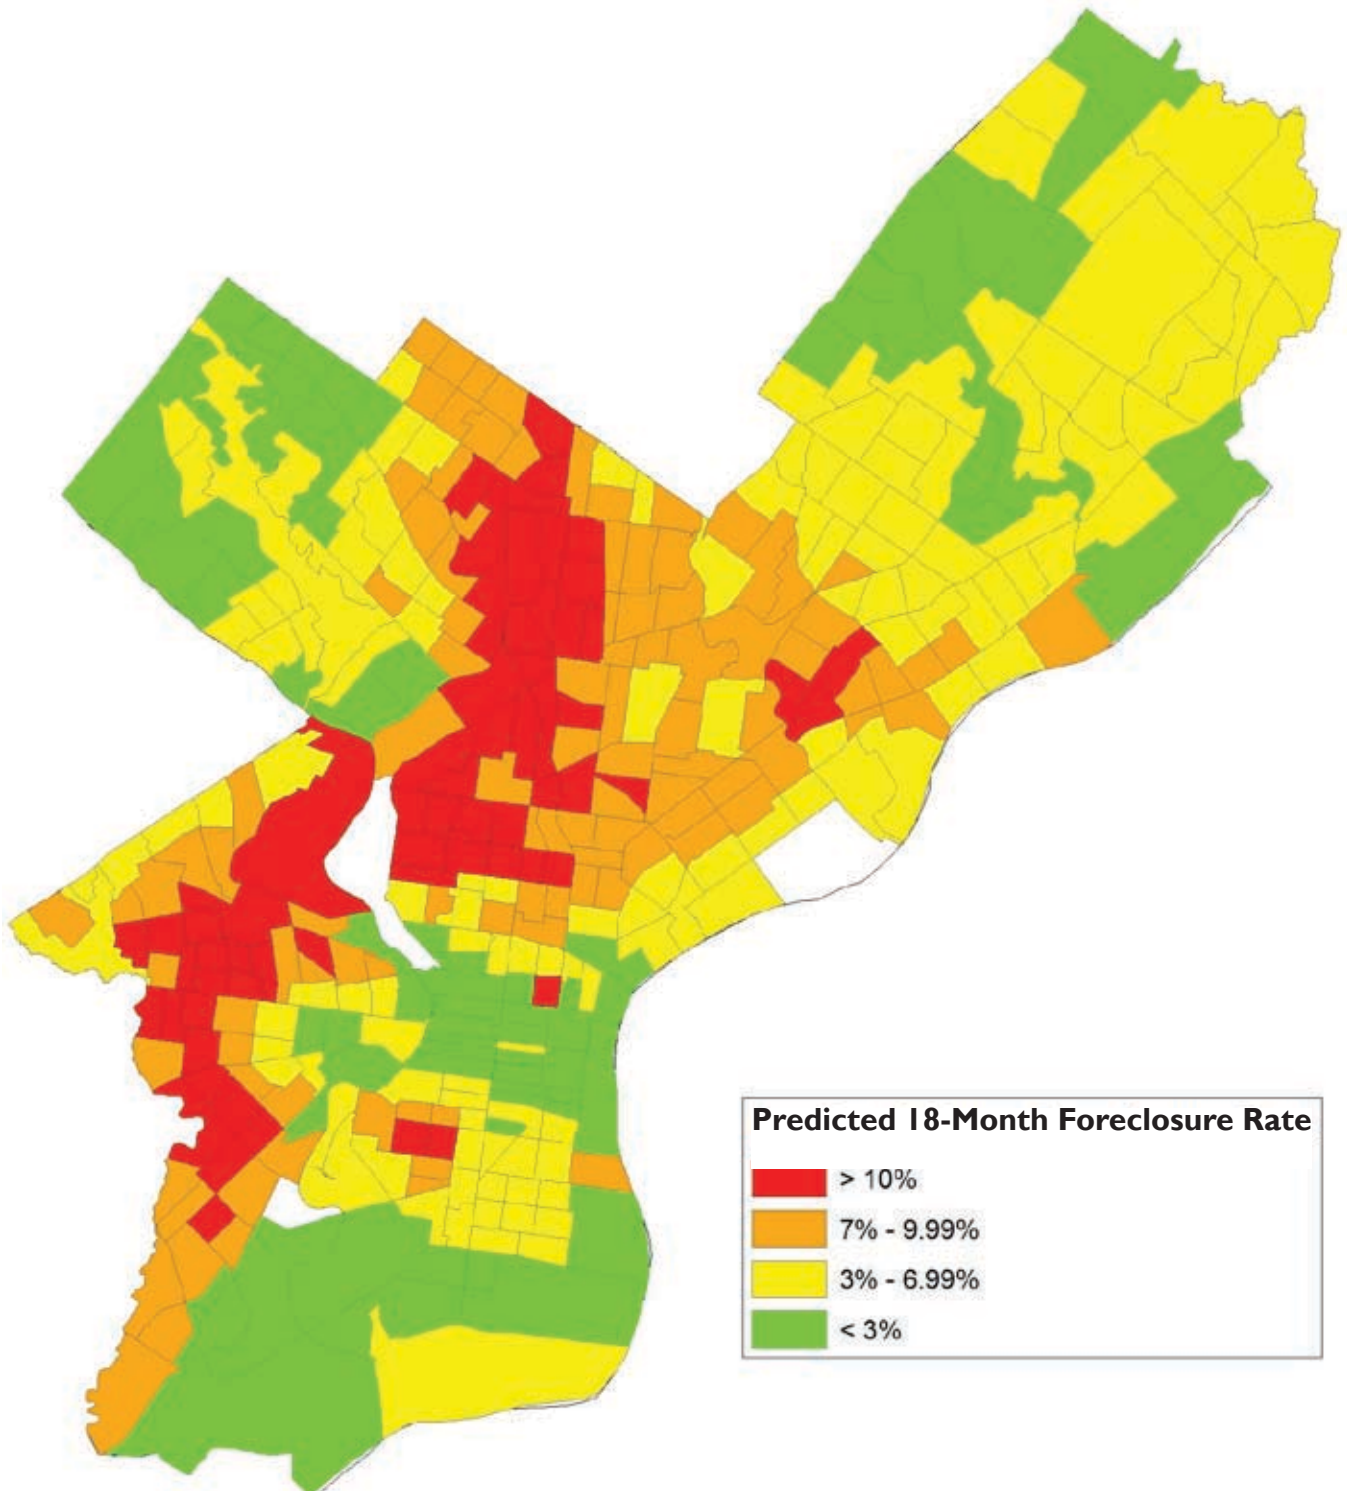 Predicted 18-Month Foreclosure Rate
> 10%
7% - 9.99%
3% - 6.99%
< 3%